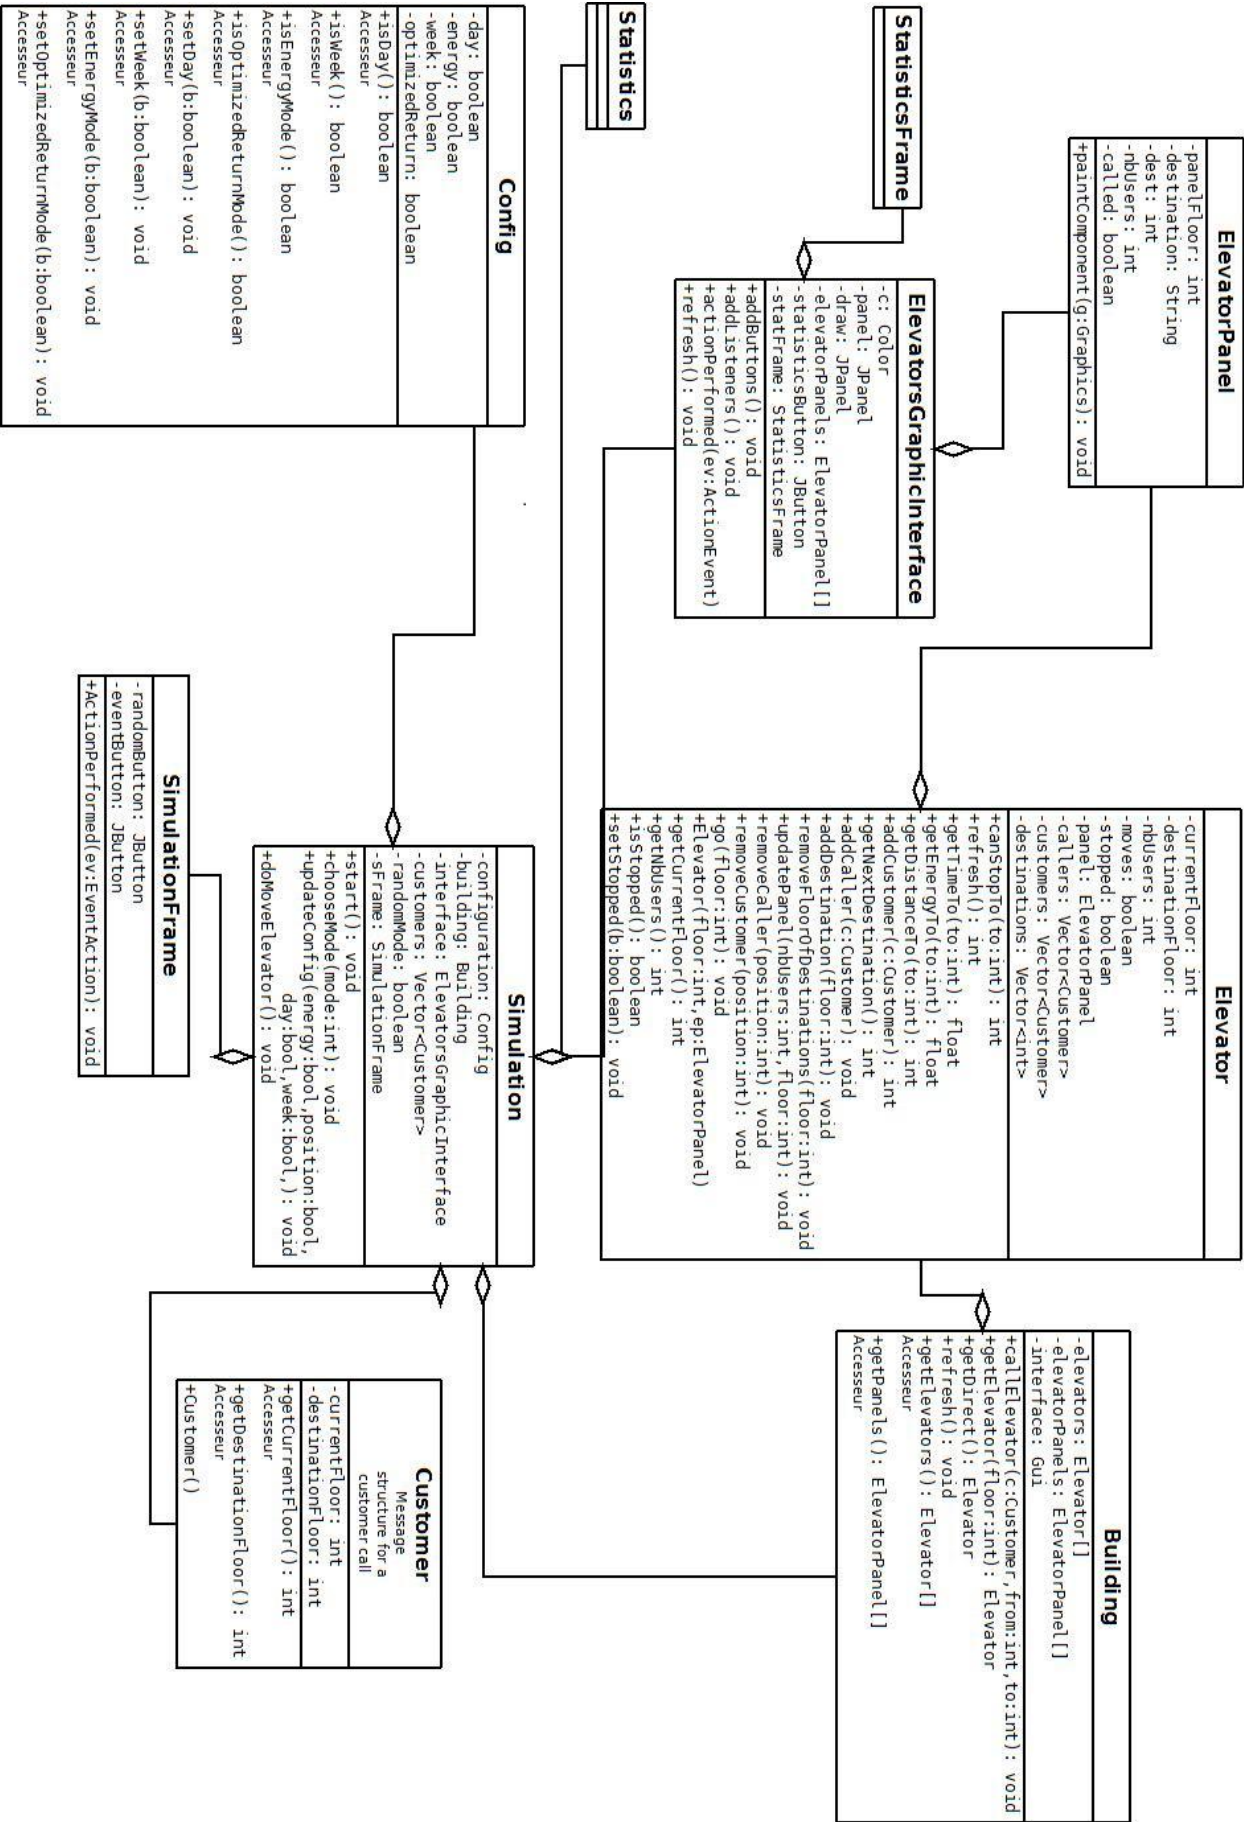 ElevatorPanel
-panelFloor: int
-destination: String
-dest: int
-nbUsers: int
-called: boolean
+paintComponent(g:Graphics): void
Elevator
-currentFloor: int
-destinationFloor: int
-nbUsers: int
-moves: boolean
-stopped: boolean
-panel: ElevatorPanel
-callers: Vector<Customer>
-customers: Vector<Customer>
-destinations: Vector<int>
+canStopTo(to:int): int
+refresh(): int
+getTimeTo(to:int): float
+getEnergyTo(to:int): float
+getDistanceTo(to:int): int
+addCustomer(c:Customer): int
+getNextDestination(): int
+addCaller(c:Customer): void
+addDestination(floor:int): void
+removeFloorOfDestinations(floor:int): void
+updatePanel(nbUsers:int,floor:int): void
+removeCaller(position:int): void
+removeCustomer(position:int): void
+go(floor:int): void
+Elevator(floor:int,ep:ElevatorPanel)
+getCurrentFloor(): int
+getNbUsers(): int
+isStopped(): boolean
+setStopped(b:boolean): void
Building
-elevators: Elevator[]
-elevatorPanels: ElevatorPanel[]
-interface: Gui
+callElevator(c:Customer,from:int,to:int): void
+getElevator(floor:int): Elevator
+getDirect(): Elevator
+refresh(): void
+getElevators(): Elevator[]
Accesseur
+getPanels(): ElevatorPanel[]
Accesseur
StatisticsFrame
ElevatorsGraphicInterface
-c: Color
-panel: JPanel
-draw: JPanel
-elevatorPanels: ElevatorPanel[]
-statisticsButton: JButton
-statFrame: StatisticsFrame
+addButtons(): void
+addListeners(): void
+actionPerformed(ev:ActionEvent)
+refresh(): void
Statistics
Config
-day: boolean
-energy: boolean
-week: boolean
-optimizedReturn: boolean
+isDay(): boolean
Accesseur
+isWeek(): boolean
Accesseur
+isEnergyMode(): boolean
Accesseur
+isOptimizedReturnMode(): boolean
Accesseur
+setDay(b:boolean): void
Accesseur
+setWeek(b:boolean): void
Accesseur
+setEnergyMode(b:boolean): void
Accesseur
+setOptimizedReturnMode(b:boolean): void
Accesseur
Simulation
-configuration: Config
-building: Building
-interface: ElevatorsGraphicInterface
-customers: Vector<Customer>
-randomMode: boolean
-sFrame: SimulationFrame
+start(): void
+chooseMode(mode:int): void
+updateConfig(energy:bool,position:bool,
day:bool,week:bool,): void
+doMoveElevator(): void
SimulationFrame
-randomButton: JButton
-eventButton: JButton
+ActionPerformed(ev:EventAction): void
Customer
Message
structure for a
customer call
-currentFloor: int
-destinationFloor: int
+getCurrentFloor(): int
Accesseur
+getDestinationFloor(): int
Accesseur
+Customer()